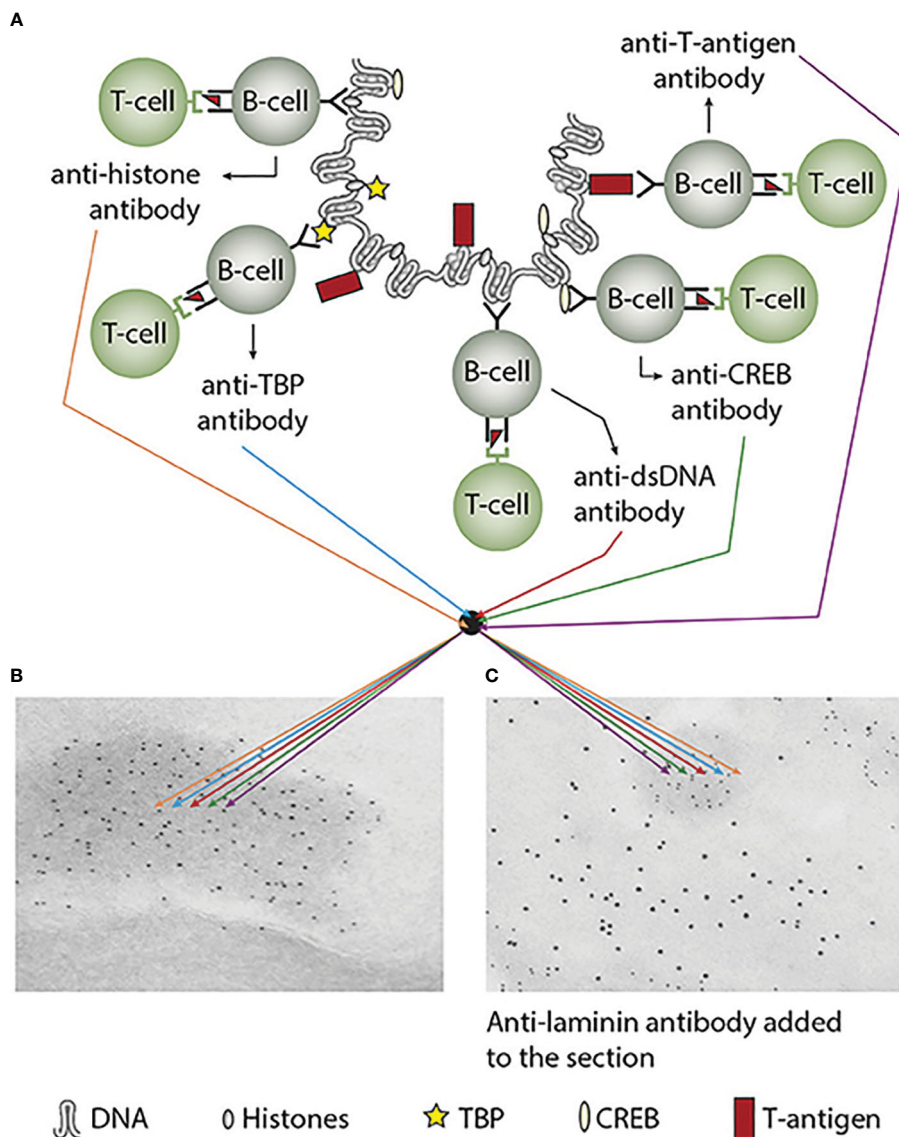 A
anti-T-antigen
antibody
T-cell
B-cell
B-cell
T-cell
anti-histone
antibody
B-cell
T-cell
B-cell
T-cell
anti-TBP
antibody
B-cell
anti-CREB
antibody
T-cell
anti-dsDNA
antibody
B
C
Anti-laminin antibody added
to the section
DNA
Histones
TBP
CREB
T-antigen